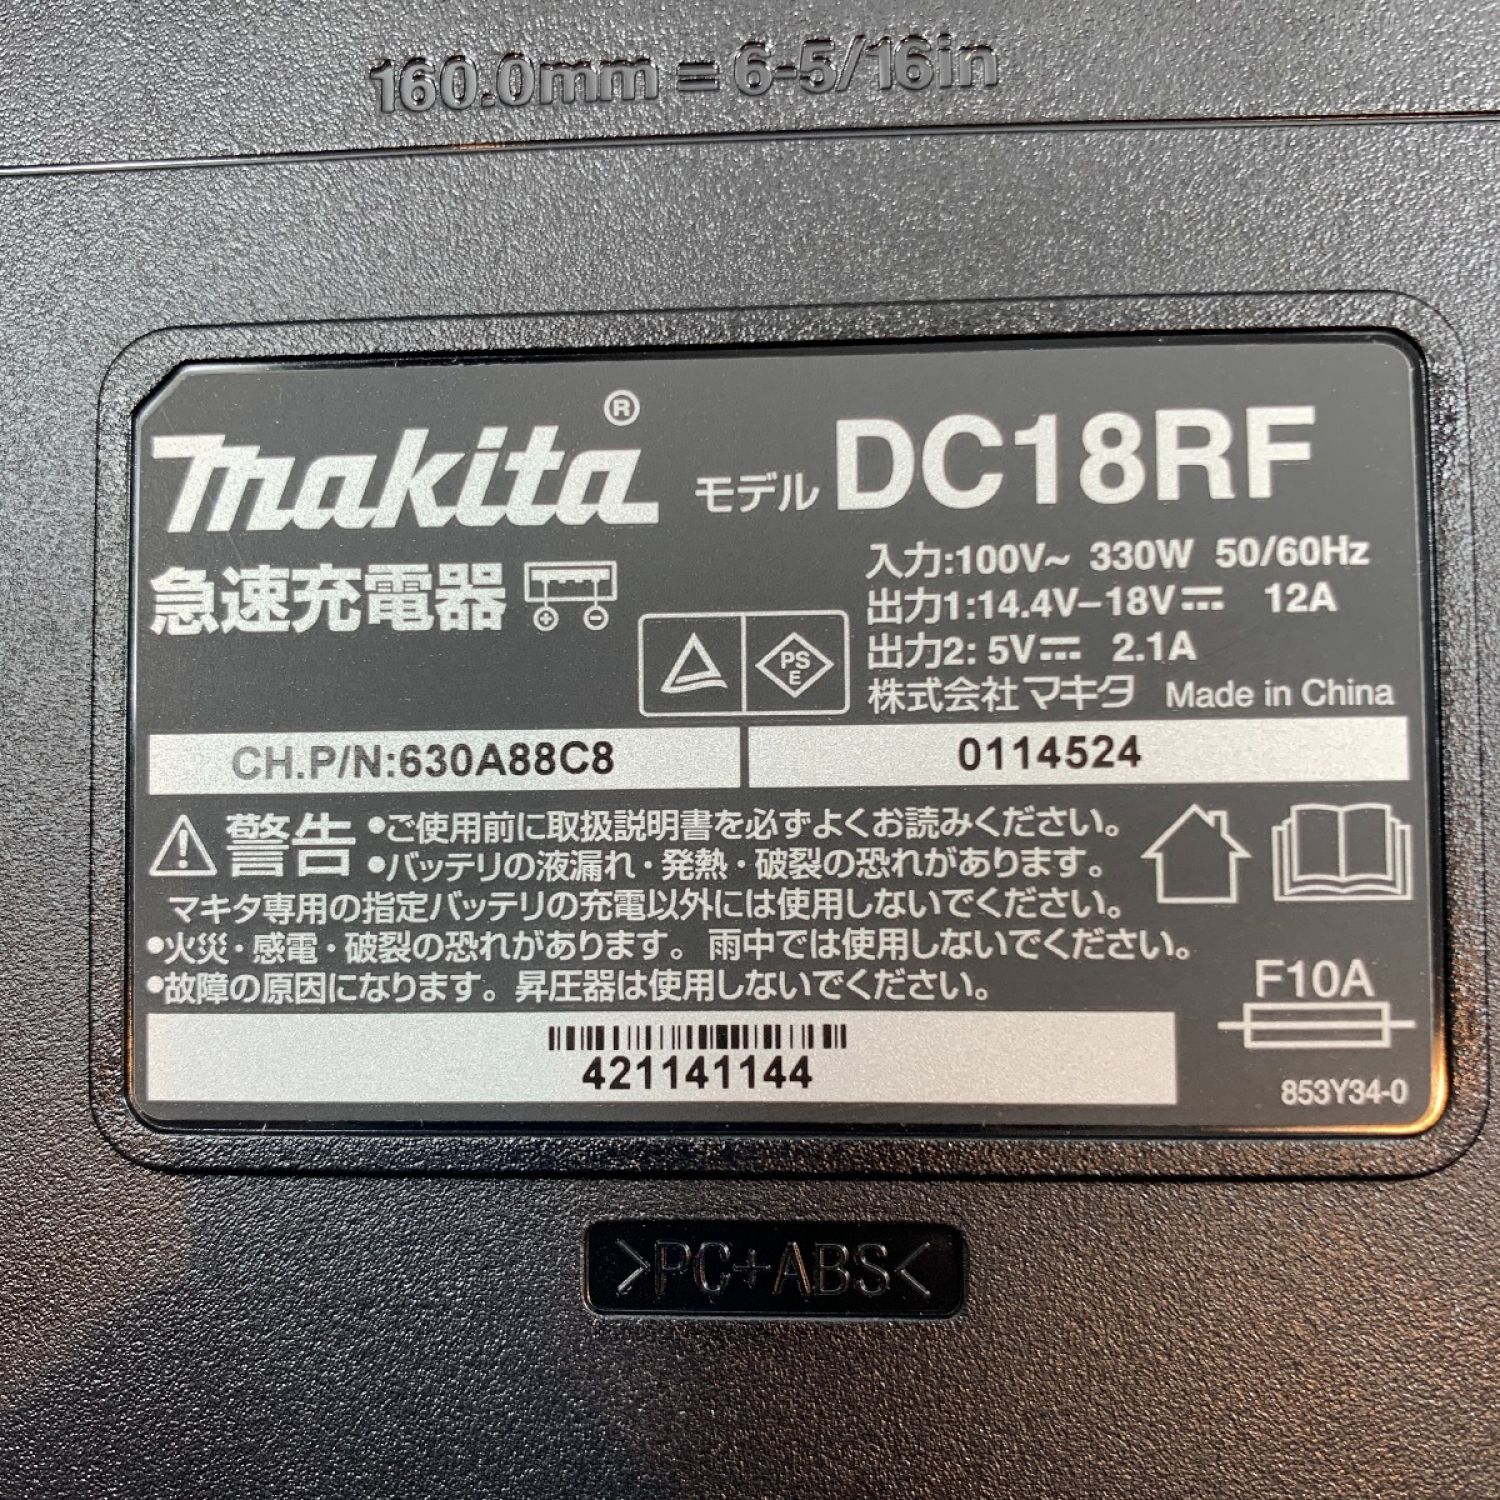 160.0mm = 6-5/16in
makita®
モデル DC18RF
急速充電器
入力:100V~ 330W 50/60Hz
出力1:14.4V–18V⎓ 12A
出力2: 5V⎓ 2.1A
PS
E
株式会社マキタ Made in China
CH.P/N:630A88C8
0114524
警告 •ご使用前に取扱説明書を必ずよくお読みください。
•バッテリの液漏れ・発熱・破裂の恐れがあります。
マキタ専用の指定バッテリの充電以外には使用しないでください。
•火災・感電・破裂の恐れがあります。雨中では使用しないでください。
•故障の原因になります。昇圧器は使用しないでください。
F10A
421141144
853Y34-0
>PC+ABS<